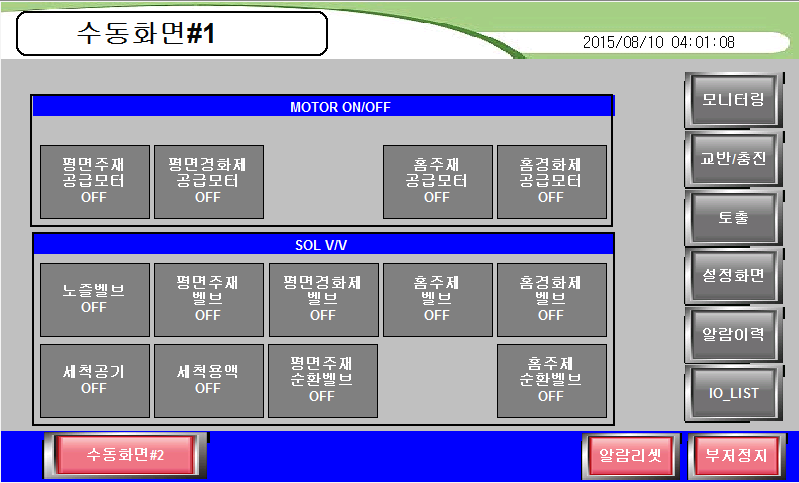 수동화면#1
2015/08/10 04:01:08
MOTOR ON/OFF
평면주재
공급모터
OFF
평면경화제
공급모터
OFF
홈주재
공급모터
OFF
홈경화제
공급모터
OFF
SOL V/V
노즐벨브
OFF
평면주재
벨브
OFF
평면경화제
벨브
OFF
홈주제
벨브
OFF
홈경화제
벨브
OFF
세척공기
OFF
세척용액
OFF
평면주재
순환벨브
OFF
홈주제
순환벨브
OFF
모니터링
교반/충진
토출
설정화면
알람이력
IO_LIST
수동화면#2
알람리셋
부저정지